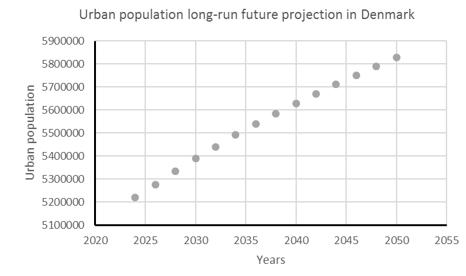 Urban population long-run future projection in Denmark
5900000
5800000
5700000
5600000
5500000
5400000
5300000
5200000
5100000
Urban population
2020 2025 2030 2035 2040 2045 2050 2055
Years